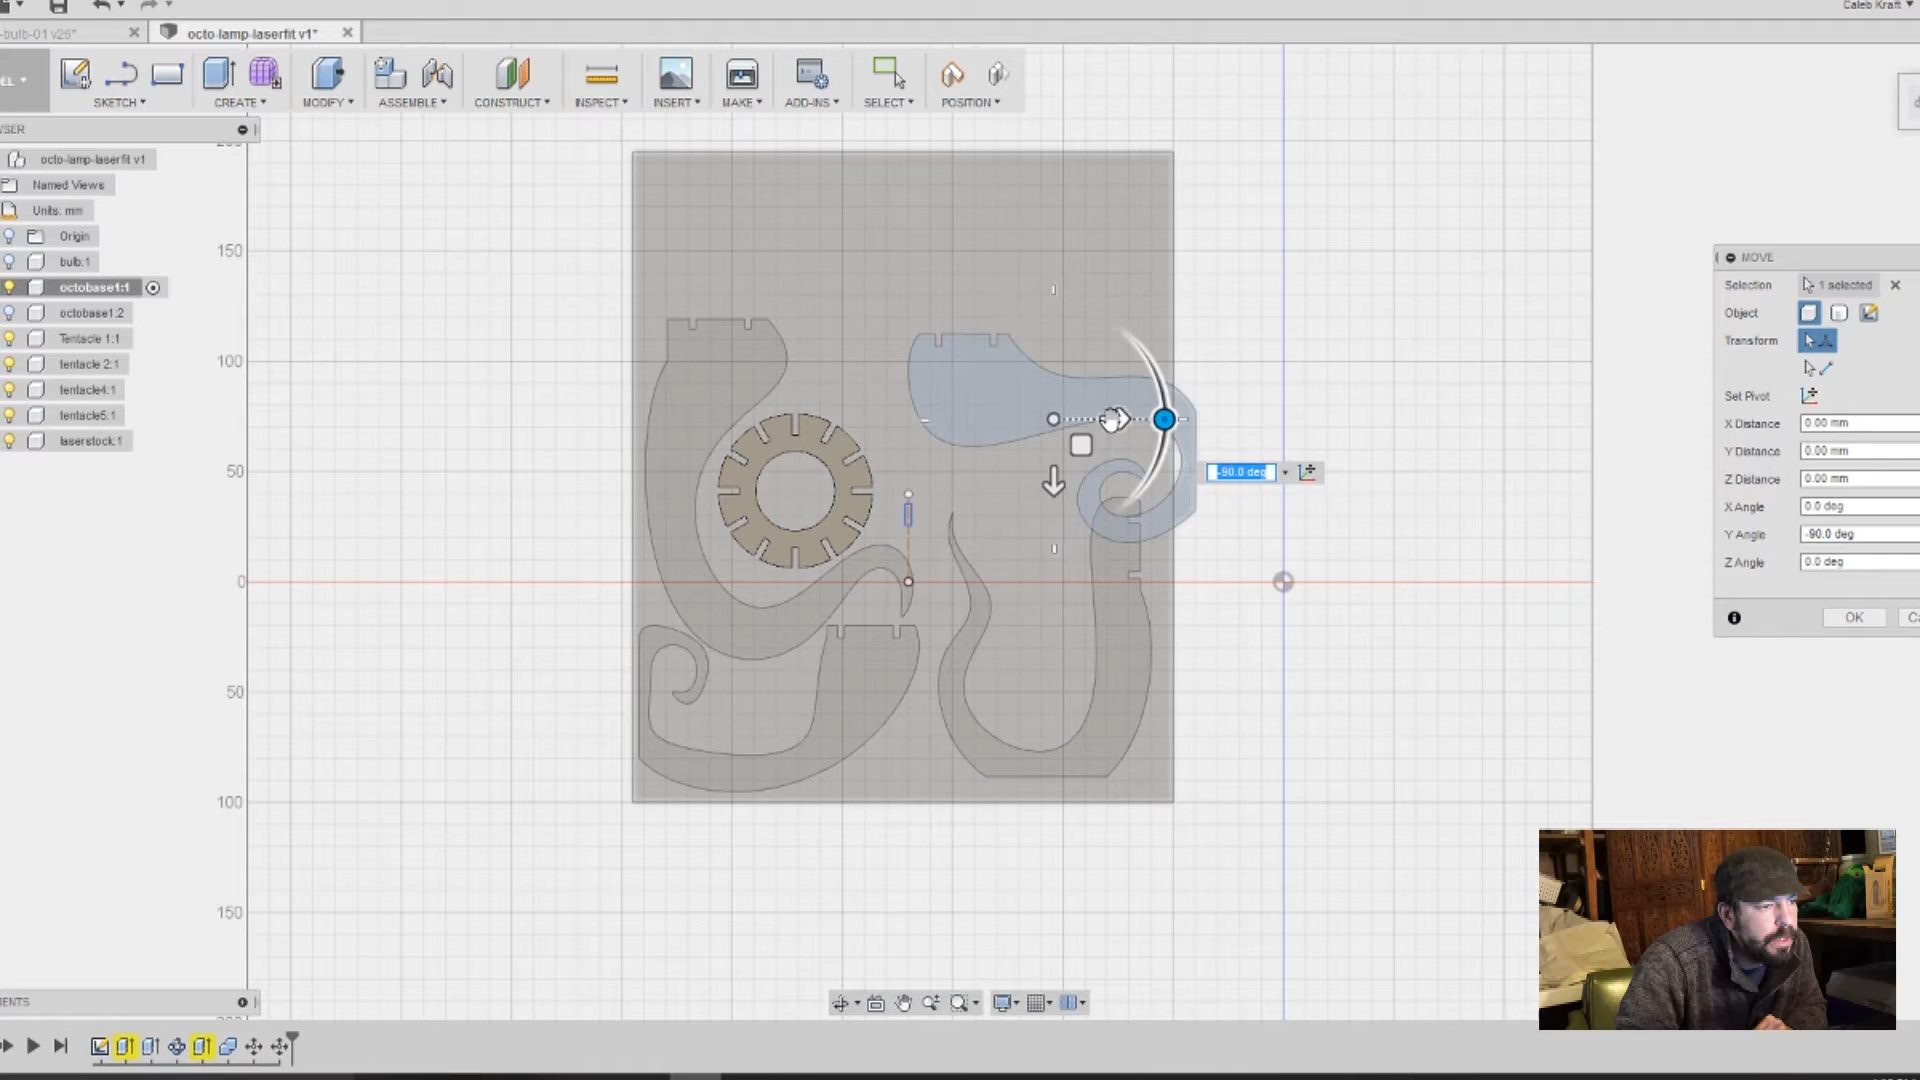 Caleb Kraft
-bulb-01 v26*
octo-lamp-laserfit v1*
SKETCH
CREATE
MODIFY
ASSEMBLE
CONSTRUCT
INSPECT
INSERT
MAKE
ADD-INS
SELECT
POSITION
WSER
octo-lamp-laserfit v1
Named Views
Units: mm
Origin
bulb:1
octobase1:1
octobase1:2
Tentacle 1:1
tentacle 2:1
tentacle4:1
tentacle5:1
laserstock:1
150
100
50
0
50
100
150
-90.0 deg
MOVE
Selection
1 selected
Object
Transform
Set Pivot
X Distance
0.00 mm
Y Distance
0.00 mm
Z Distance
0.00 mm
X Angle
0.0 deg
Y Angle
-90.0 deg
Z Angle
0.0 deg
OK
Ca
ENTS